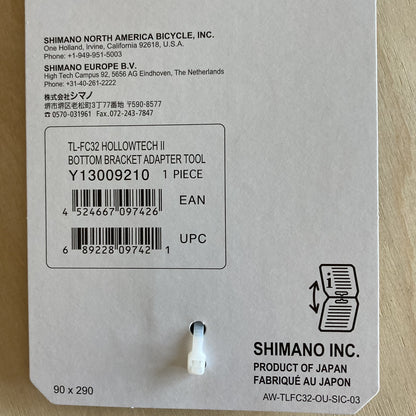 SHIMANO NORTH AMERICA BICYCLE, INC.
One Holland, Irvine, California 92618, U.S.A.
Phone: +1-949-951-5003
SHIMANO EUROPE B.V.
High Tech Campus 92, 5656 AG Eindhoven, The Netherlands
Phone: +31-40-261-2222
株式会社シマノ
堺市堺区老松町3丁77番地 〒590-8577
☎0570-031961 Fax.072-243-7847
TL-FC32 HOLLOWTECH II
BOTTOM BRACKET ADAPTER TOOL
Y13009210 1 PIECE
EAN
4 524667 097426
UPC
6 89228 09742 1
SHIMANO INC.
PRODUCT OF JAPAN
FABRIQUÉ AU JAPON
90 x 290
AW-TLFC32-OU-SIC-03